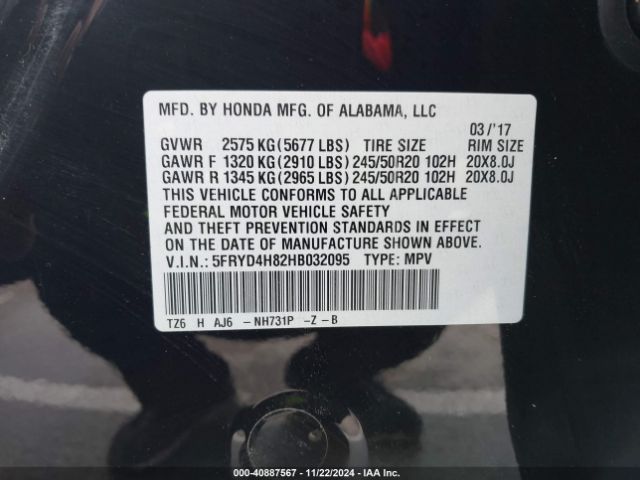 MFD. BY HONDA MFG. OF ALABAMA, LLC
03/'17
GVWR 2575 KG(5677 LBS) TIRE SIZE RIM SIZE
GAWR F 1320 KG(2910 LBS) 245/50R20 102H 20X8.0J
GAWR R 1345 KG(2965 LBS) 245/50R20 102H 20X8.0J
THIS VEHICLE CONFORMS TO ALL APPLICABLE
FEDERAL MOTOR VEHICLE SAFETY
AND THEFT PREVENTION STANDARDS IN EFFECT
ON THE DATE OF MANUFACTURE SHOWN ABOVE.
V.I.N.: 5FRYD4H82HB032095 TYPE: MPV
TZ6 H AJ6 -NH731P -Z-B
000-40887567 - 11/22/2024 - IAA Inc.